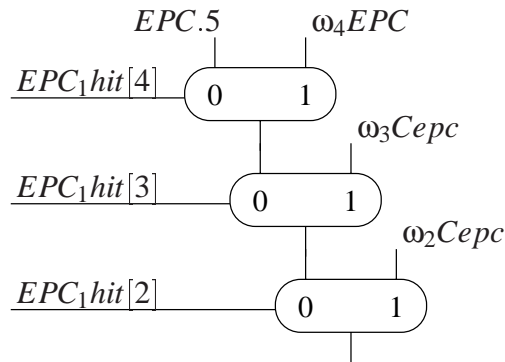 EPC.5 ω₄EPC
EPC₁hit[4]
0 1
ω₃Cepc
EPC₁hit[3]
0 1
ω₂Cepc
EPC₁hit[2]
0 1